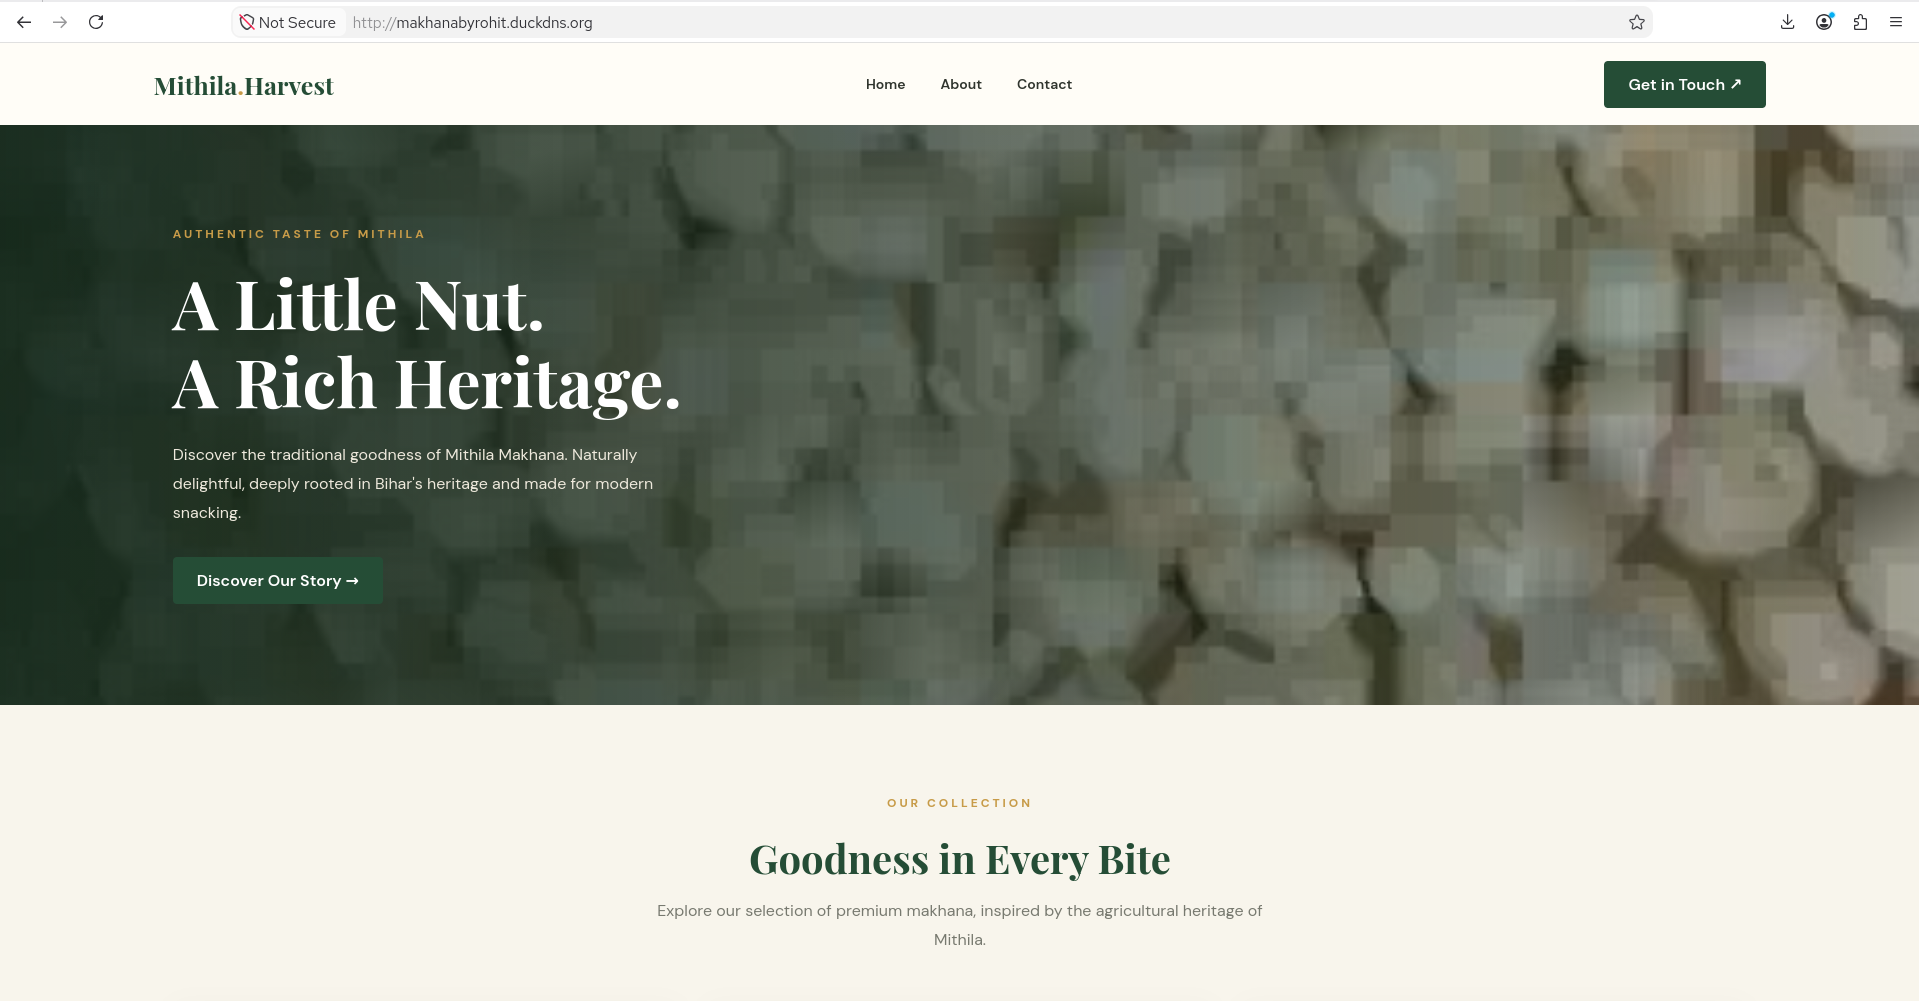 Not Secure http://makhanabyrohit.duckdns.org
Mithila.Harvest
Home About Contact
Get in Touch ↗
AUTHENTIC TASTE OF MITHILA
A Little Nut.
A Rich Heritage.
Discover the traditional goodness of Mithila Makhana. Naturally
delightful, deeply rooted in Bihar's heritage and made for modern
snacking.
Discover Our Story →
OUR COLLECTION
Goodness in Every Bite
Explore our selection of premium makhana, inspired by the agricultural heritage of
Mithila.